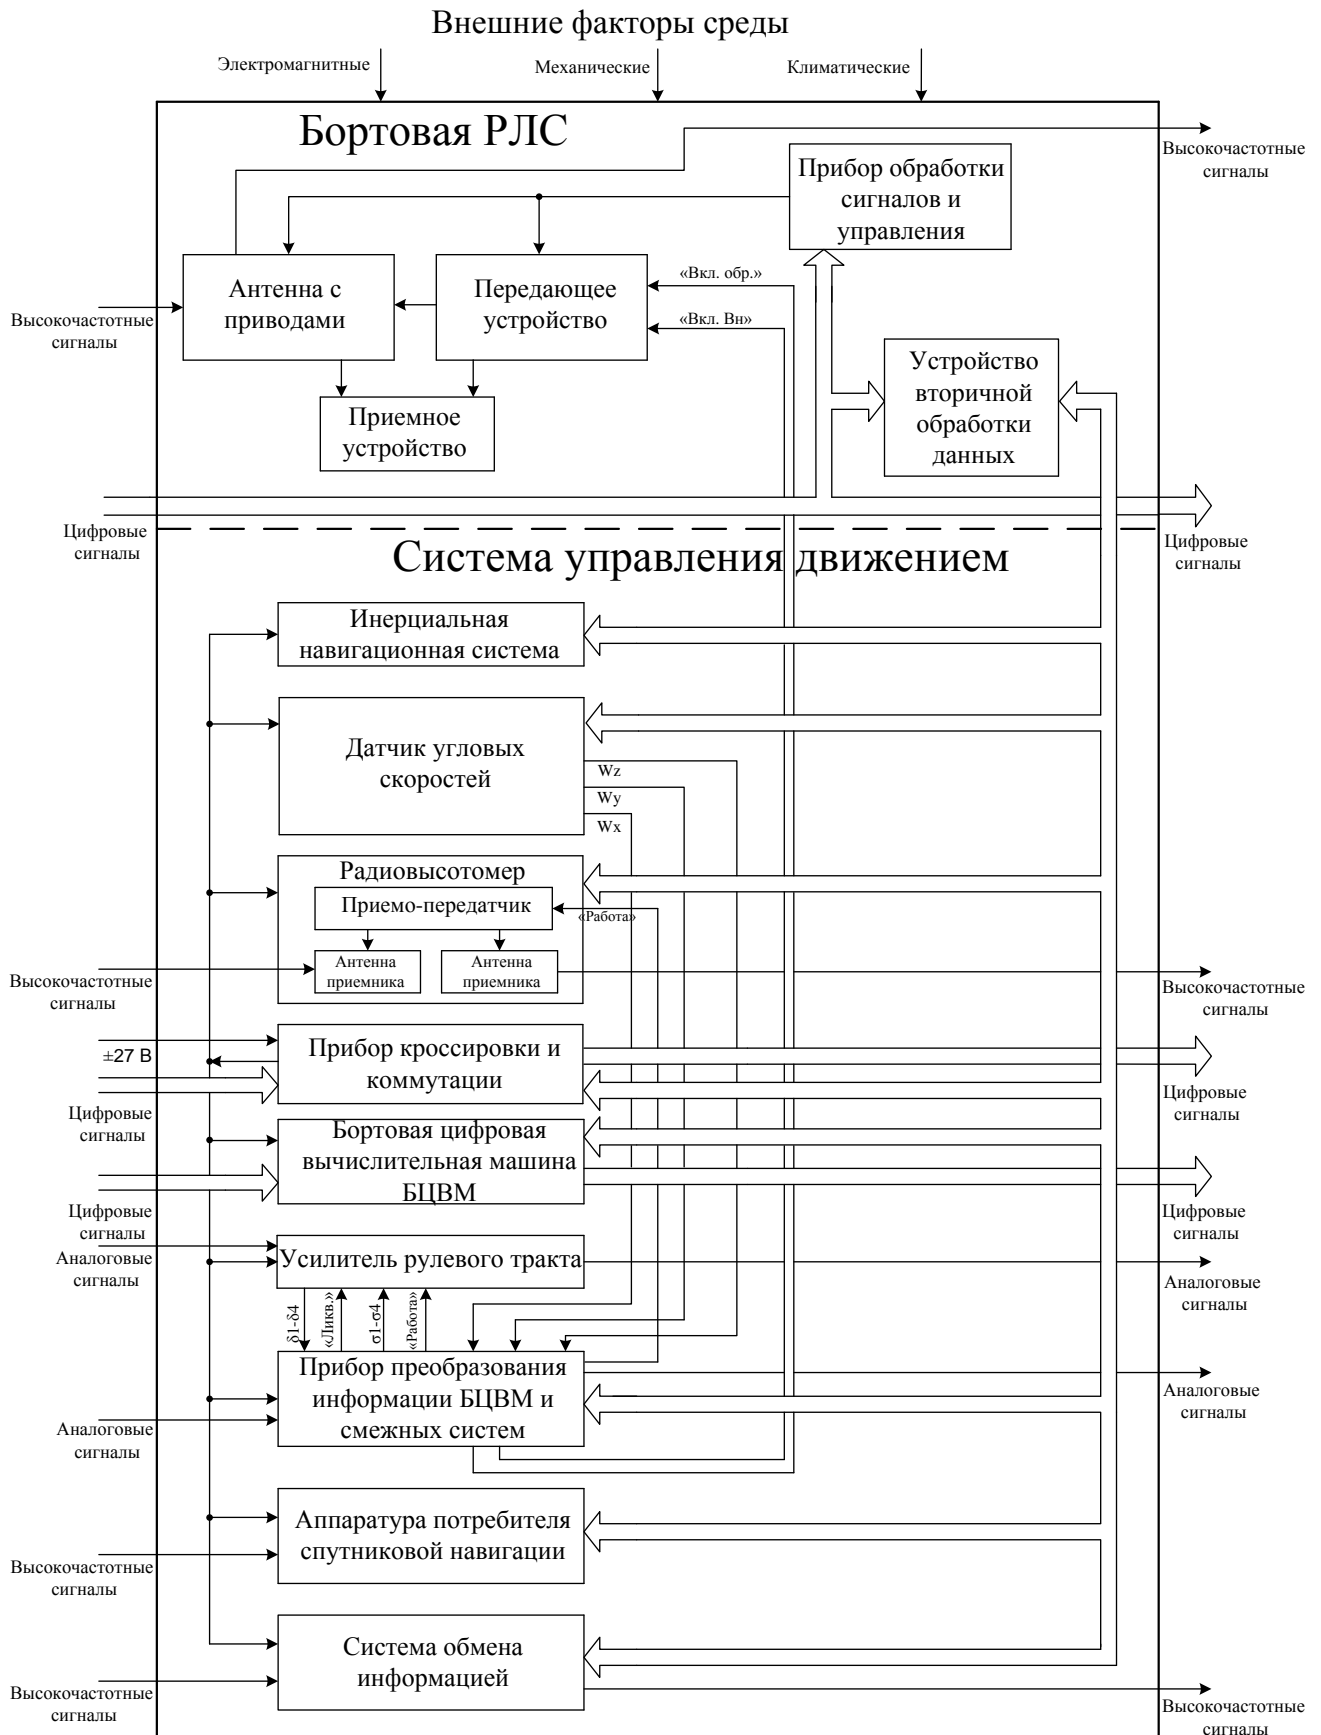 Внешние факторы среды
Электромагнитные
Механические
Климатические
Бортовая РЛС
Высокочастотные
сигналы
Прибор обработки
сигналов и
управления
Антенна с
приводами
Передающее
устройство
«Вкл. обр.»
«Вкл. Вн»
Высокочастотные
сигналы
Устройство
вторичной
обработки
данных
Приемное
устройство
Цифровые
сигналы
Цифровые
сигналы
Система управления движением
Инерциальная
навигационная система
Датчик угловых
скоростей
Wz
Wy
Wx
Радиовысотомер
Приемо-передатчик
«Работа»
Антенна
приемника
Антенна
приемника
Высокочастотные
сигналы
Высокочастотные
сигналы
±27 В
Прибор кроссировки и
коммутации
Цифровые
сигналы
Цифровые
сигналы
Бортовая цифровая
вычислительная машина
БЦВМ
Цифровые
сигналы
Цифровые
сигналы
Аналоговые
сигналы
Усилитель рулевого тракта
Аналоговые
сигналы
δ1-δ4
«Ликв.»
σ1-σ4
«Работа»
Прибор преобразования
информации БЦВМ и
смежных систем
Аналоговые
сигналы
Аналоговые
сигналы
Аппаратура потребителя
спутниковой навигации
Высокочастотные
сигналы
Система обмена
информацией
Высокочастотные
сигналы
Высокочастотные
сигналы